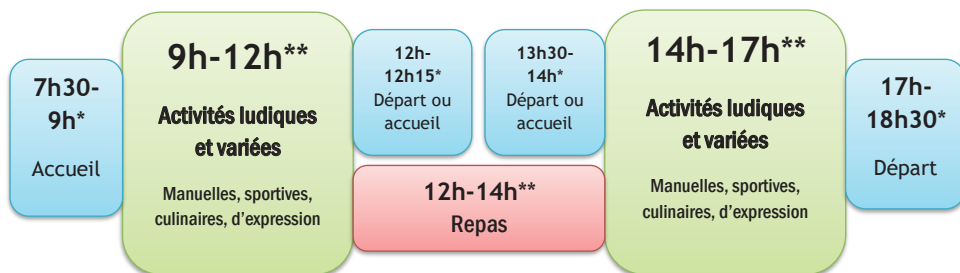 7h30-
9h*
Accueil
9h-12h**
Activités ludiques
et variées
Manuelles, sportives,
culinaires, d’expression
12h-
12h15*
Départ ou
accueil
13h30-
14h*
Départ ou
accueil
12h-14h**
Repas
14h-17h**
Activités ludiques
et variées
Manuelles, sportives,
culinaires, d’expression
17h-
18h30*
Départ